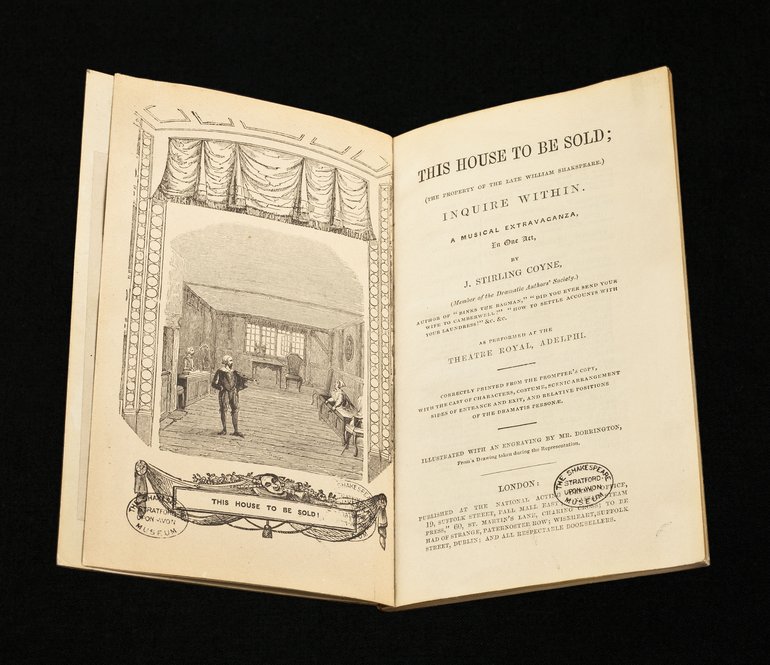 THIS HOUSE TO BE SOLD!
THE SHAKESPEARE
STRATFORD-
UPON-AVON
MUSEUM
THIS HOUSE TO BE SOLD;
(THE PROPERTY OF THE LATE WILLIAM SHAKSPEARE.)
INQUIRE WITHIN.
A MUSICAL EXTRAVAGANZA,
In One Act,
BY
J. STIRLING COYNE,
(Member of the Dramatic Authors' Society.)
AUTHOR OF "BINKS THE BAGMAN," "DID YOU EVER SEND YOUR
WIFE TO CAMBERWELL?" "HOW TO SETTLE ACCOUNTS WITH
YOUR LAUNDRESS!" &c. &c.
AS PERFORMED AT THE
THEATRE ROYAL, ADELPHI.
CORRECTLY PRINTED FROM THE PROMPTER'S COPY,
WITH THE CAST OF CHARACTERS, COSTUME, SCENIC ARRANGEMENT
SIDES OF ENTRANCE AND EXIT, AND RELATIVE POSITIONS
OF THE DRAMATIS PERSONÆ.
ILLUSTRATED WITH AN ENGRAVING BY MR. DORRINGTON,
From a Drawing taken during the Representation.
LONDON:
PUBLISHED AT THE NATIONAL ACTING OFFICE,
19, SUFFOLK STREET, PALL MALL EAST STEAM
PRESS," 60, ST. MARTIN'S LANE, CHARING CROSS; TO BE
HAD OF STRANGE, PATERNOSTER ROW; WISEHEART, SUFFOLK
STREET, DUBLIN; AND ALL RESPECTABLE BOOKSELLERS.
THE SHAKESPEARE
STRATFORD-
UPON-AVON
MUSEUM